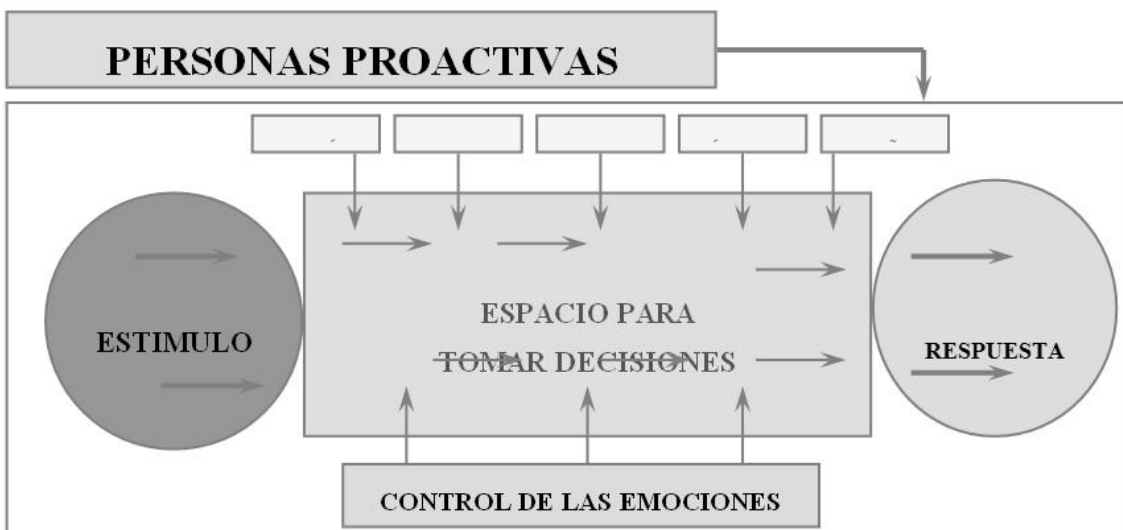 PERSONAS PROACTIVAS
ESTIMULO
ESPACIO PARA
TOMAR DECISIONES
RESPUESTA
CONTROL DE LAS EMOCIONES